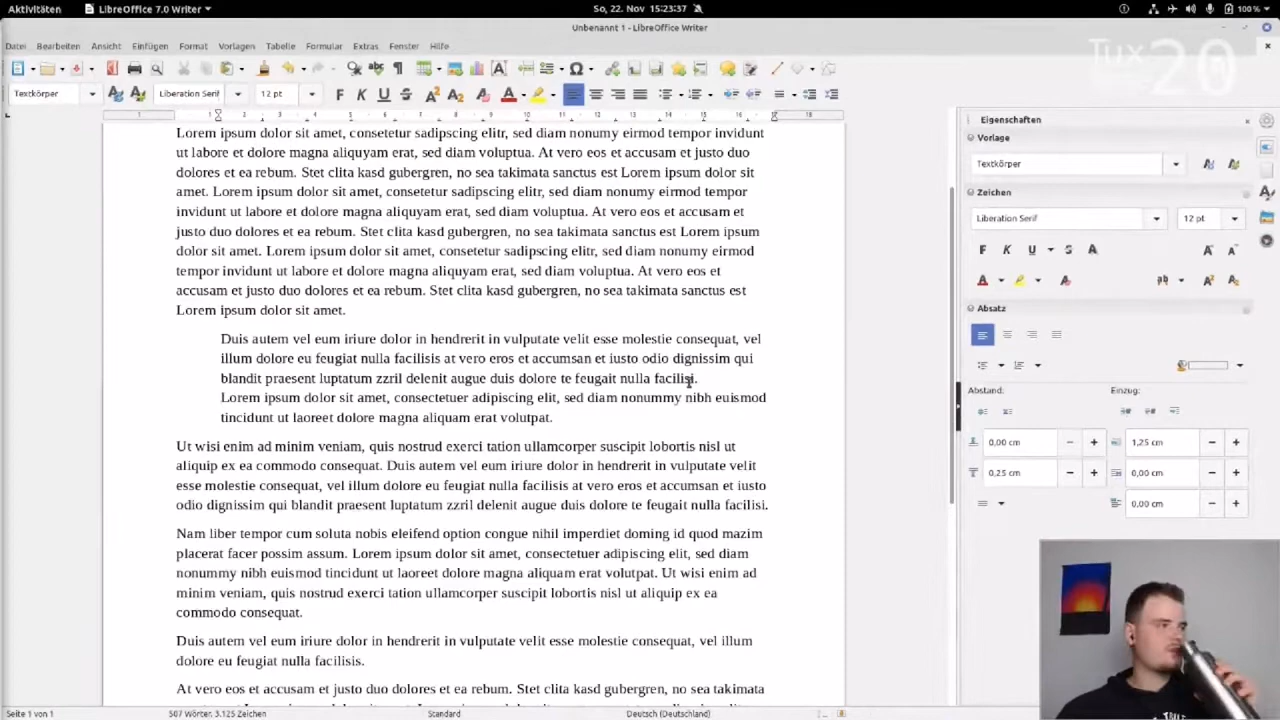 Aktivitäten LibreOffice 7.0 Writer So, 22. Nov 15:23:37 100 %
Unbenannt 1 - LibreOffice Writer
Datei Bearbeiten Ansicht Einfügen Format Vorlagen Tabelle Formular Extras Fenster Hilfe
Tux 20
Textkörper Liberation Serif 12 pt F K U S
1 1 2 3 4 5 6 7 8 9 10 11 12 13 14 15 16 17 18
Eigenschaften
Vorlage
Textkörper
Zeichen
Liberation Serif 12 pt
F K U S A
Absatz
Abstand: Einzug:
0,00 cm 1,25 cm
0,25 cm 0,00 cm
0,00 cm
Lorem ipsum dolor sit amet, consetetur sadipscing elitr, sed diam nonumy eirmod tempor invidunt
ut labore et dolore magna aliquyam erat, sed diam voluptua. At vero eos et accusam et justo duo
dolores et ea rebum. Stet clita kasd gubergren, no sea takimata sanctus est Lorem ipsum dolor sit
amet. Lorem ipsum dolor sit amet, consetetur sadipscing elitr, sed diam nonumy eirmod tempor
invidunt ut labore et dolore magna aliquyam erat, sed diam voluptua. At vero eos et accusam et
justo duo dolores et ea rebum. Stet clita kasd gubergren, no sea takimata sanctus est Lorem ipsum
dolor sit amet. Lorem ipsum dolor sit amet, consetetur sadipscing elitr, sed diam nonumy eirmod
tempor invidunt ut labore et dolore magna aliquyam erat, sed diam voluptua. At vero eos et
accusam et justo duo dolores et ea rebum. Stet clita kasd gubergren, no sea takimata sanctus est
Lorem ipsum dolor sit amet.
Duis autem vel eum iriure dolor in hendrerit in vulputate velit esse molestie consequat, vel
illum dolore eu feugiat nulla facilisis at vero eros et accumsan et iusto odio dignissim qui
blandit praesent luptatum zzril delenit augue duis dolore te feugait nulla facilisi.
Lorem ipsum dolor sit amet, consectetuer adipiscing elit, sed diam nonummy nibh euismod
tincidunt ut laoreet dolore magna aliquam erat volutpat.
Ut wisi enim ad minim veniam, quis nostrud exerci tation ullamcorper suscipit lobortis nisl ut
aliquip ex ea commodo consequat. Duis autem vel eum iriure dolor in hendrerit in vulputate velit
esse molestie consequat, vel illum dolore eu feugiat nulla facilisis at vero eros et accumsan et iusto
odio dignissim qui blandit praesent luptatum zzril delenit augue duis dolore te feugait nulla facilisi.
Nam liber tempor cum soluta nobis eleifend option congue nihil imperdiet doming id quod mazim
placerat facer possim assum. Lorem ipsum dolor sit amet, consectetuer adipiscing elit, sed diam
nonummy nibh euismod tincidunt ut laoreet dolore magna aliquam erat volutpat. Ut wisi enim ad
minim veniam, quis nostrud exerci tation ullamcorper suscipit lobortis nisl ut aliquip ex ea
commodo consequat.
Duis autem vel eum iriure dolor in hendrerit in vulputate velit esse molestie consequat, vel illum
dolore eu feugiat nulla facilisis.
At vero eos et accusam et justo duo dolores et ea rebum. Stet clita kasd gubergren, no sea takimata
Seite 1 von 1 507 Wörter, 3.125 Zeichen Standard Deutsch (Deutschland)